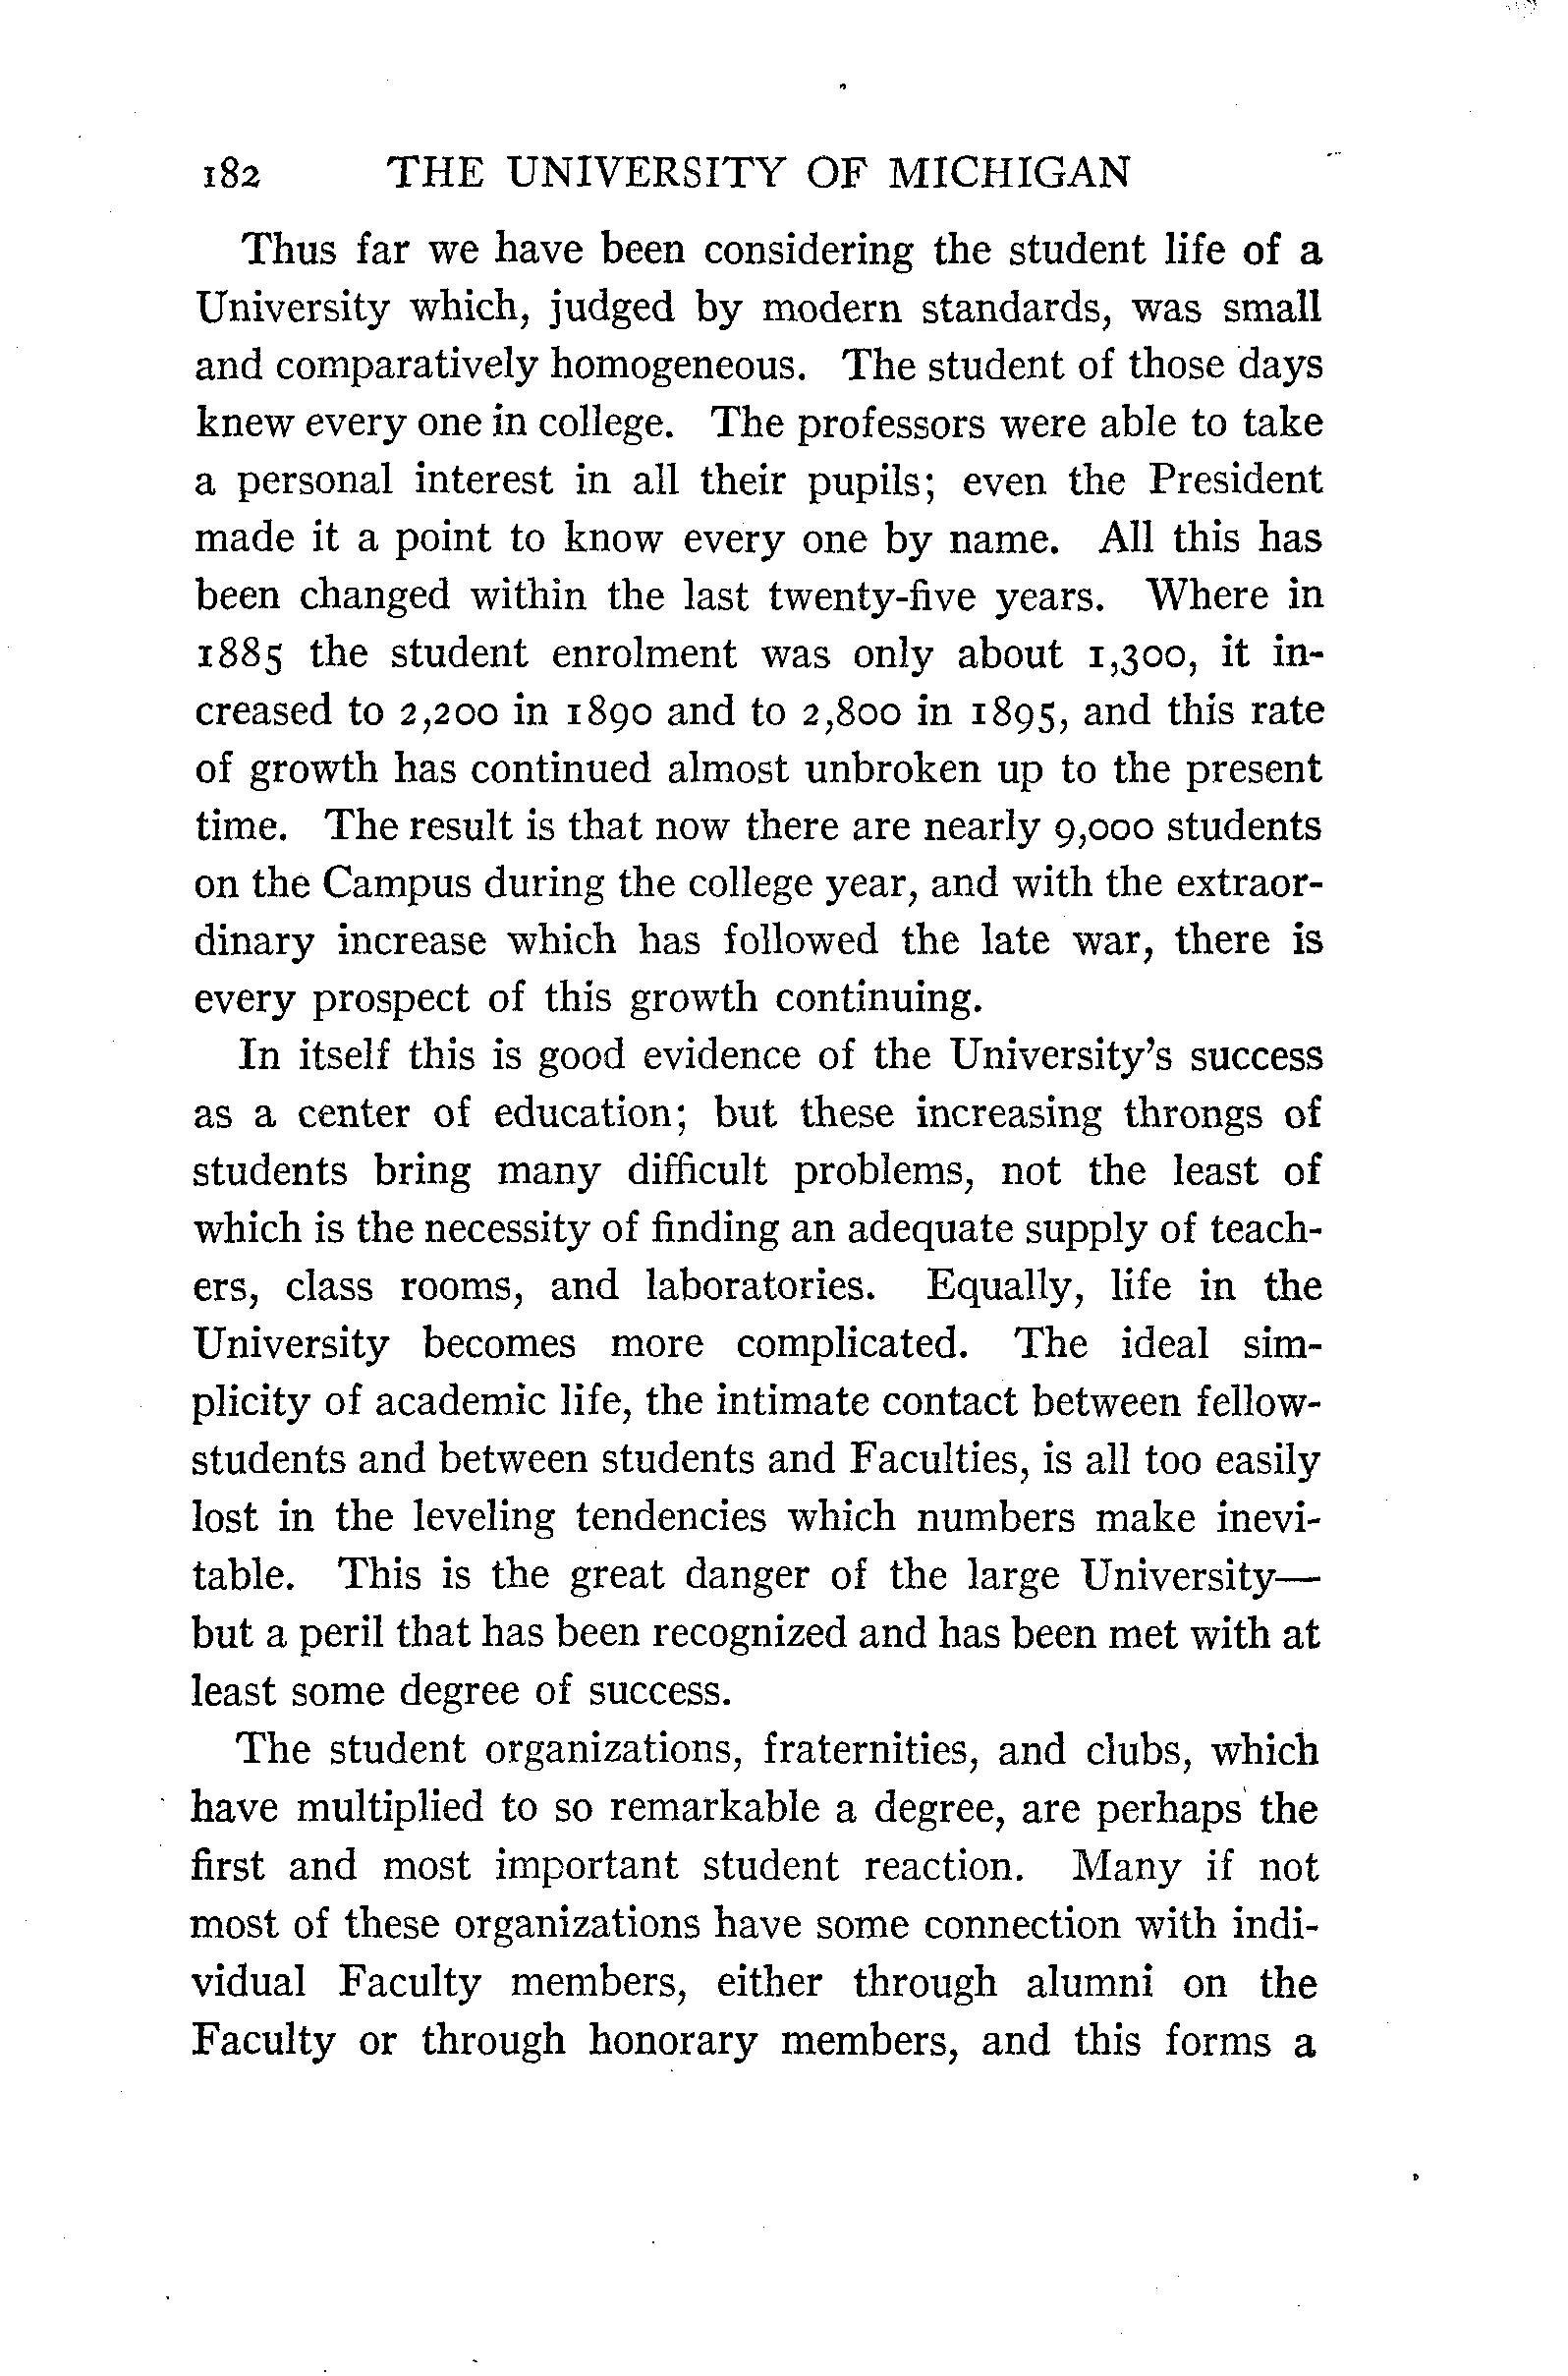 182 THE UNIVERSITY OF MICHIGAN
Thus far we have been considering the student life of a
University which, judged by modern standards, was small
and comparatively homogeneous. The student of those days
knew every one in college. The professors were able to take
a personal interest in all their pupils; even the President
made it a point to know every one by name. All this has
been changed within the last twenty-five years. Where in
1885 the student enrolment was only about 1,300, it in-
creased to 2,200 in 1890 and to 2,800 in 1895, and this rate
of growth has continued almost unbroken up to the present
time. The result is that now there are nearly 9,000 students
on the Campus during the college year, and with the extraor-
dinary increase which has followed the late war, there is
every prospect of this growth continuing.
In itself this is good evidence of the University's success
as a center of education; but these increasing throngs of
students bring many difficult problems, not the least of
which is the necessity of finding an adequate supply of teach-
ers, class rooms, and laboratories. Equally, life in the
University becomes more complicated. The ideal sim-
plicity of academic life, the intimate contact between fellow-
students and between students and Faculties, is all too easily
lost in the leveling tendencies which numbers make inevi-
table. This is the great danger of the large University—
but a peril that has been recognized and has been met with at
least some degree of success.
The student organizations, fraternities, and clubs, which
have multiplied to so remarkable a degree, are perhaps the
first and most important student reaction. Many if not
most of these organizations have some connection with indi-
vidual Faculty members, either through alumni on the
Faculty or through honorary members, and this forms a